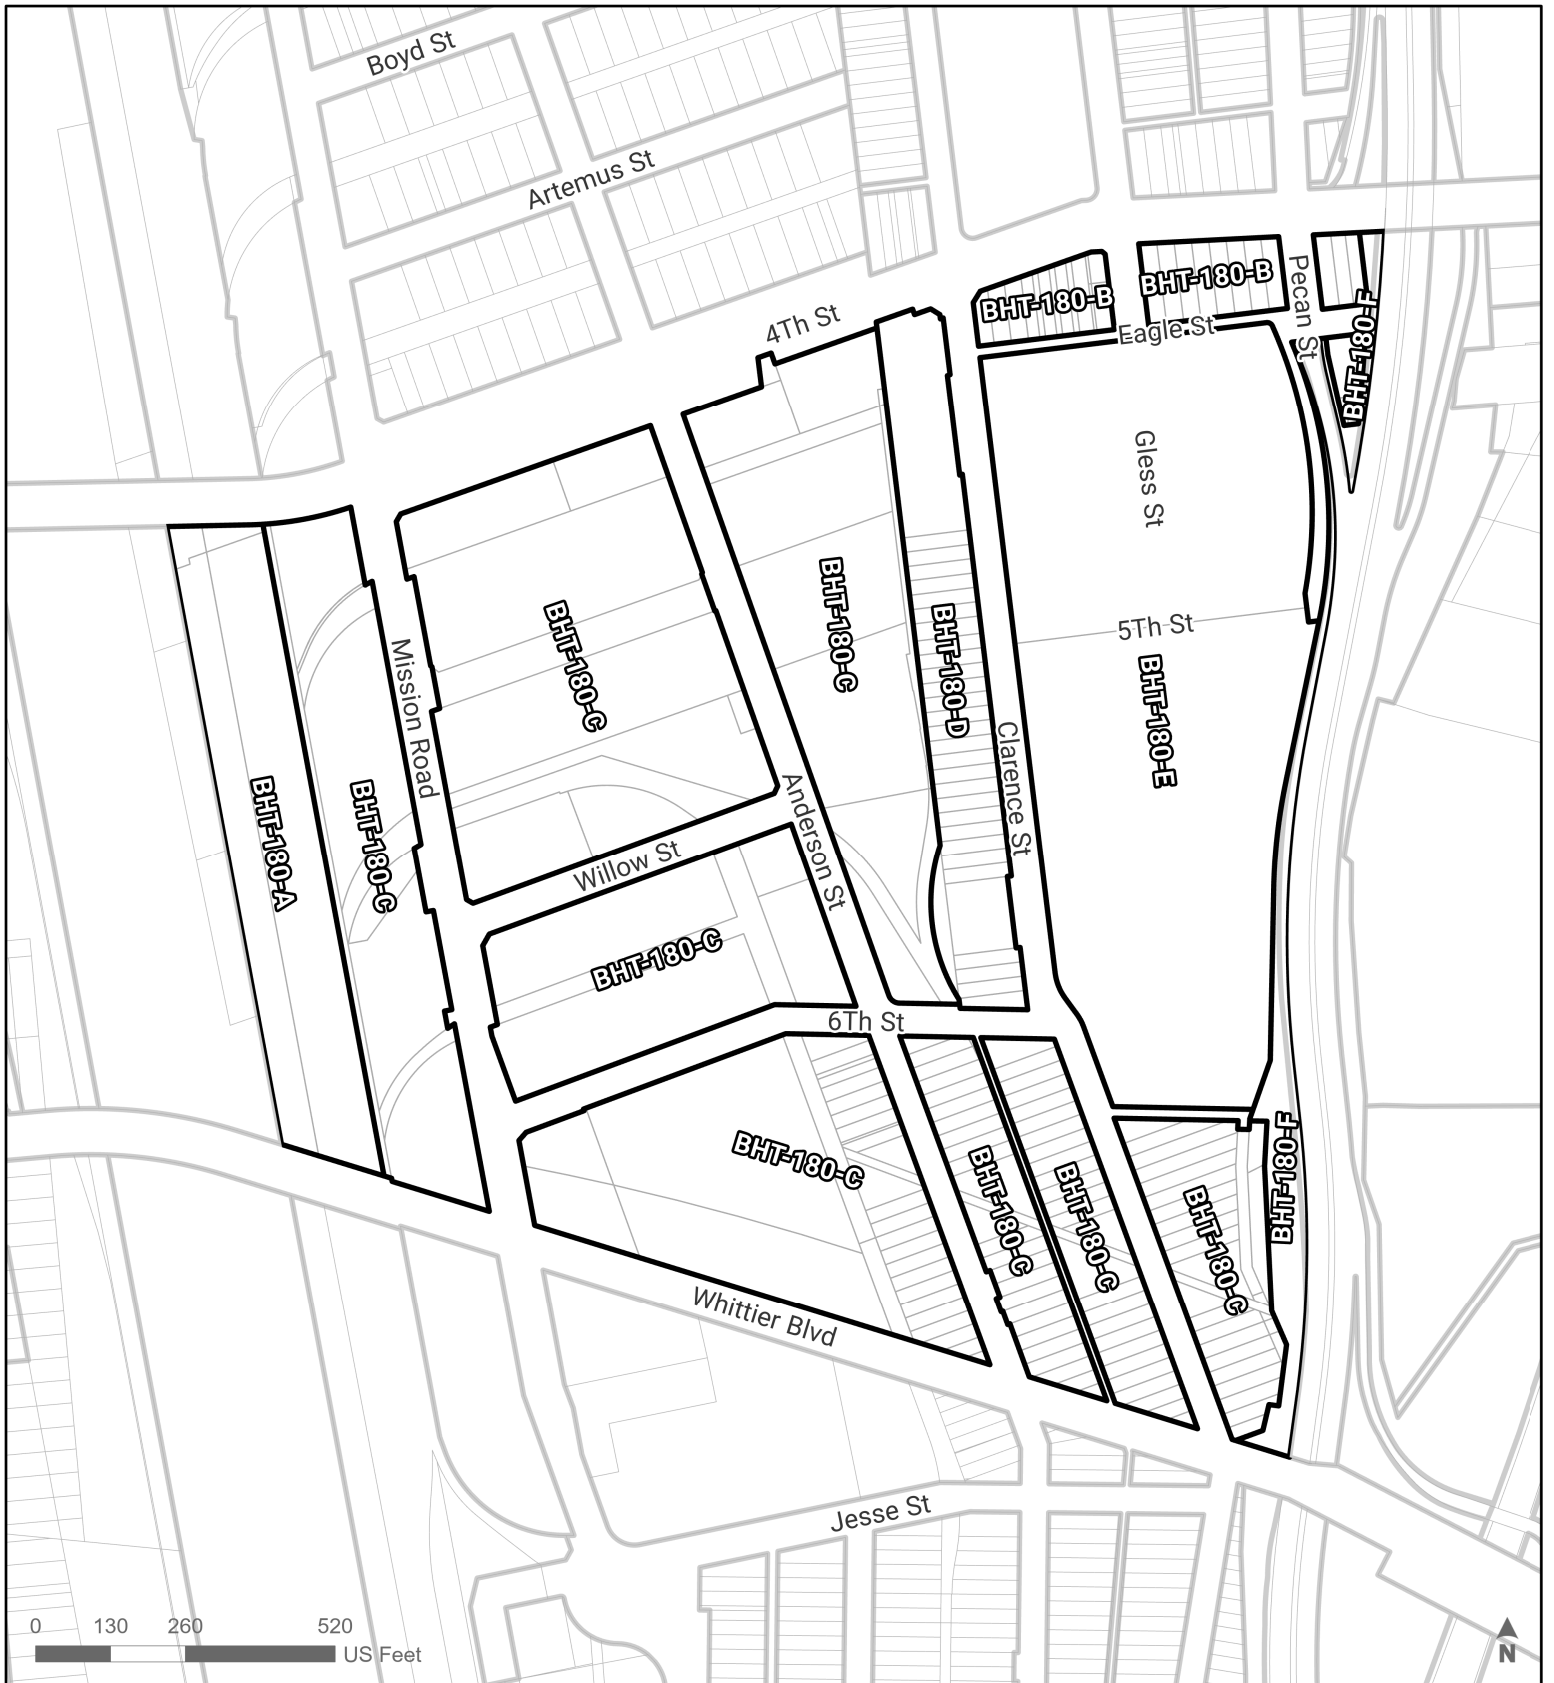 Boyd St
Artemus St
4Th St
BHT-180-B
BHT-180-B
Pecan St
BHT-180-F
Eagle St
Gless St
BHT-180-C
BHT-180-C
BHT-180-D
5Th St
BHT-180-E
Mission Road
Clarence St
BHT-180-A
BHT-180-C
Anderson St
Willow St
BHT-180-C
6Th St
BHT-180-C
BHT-180-C
BHT-180-C
BHT-180-C
BHT-180-F
Whittier Blvd
Jesse St
0 130 260 520
US Feet
N